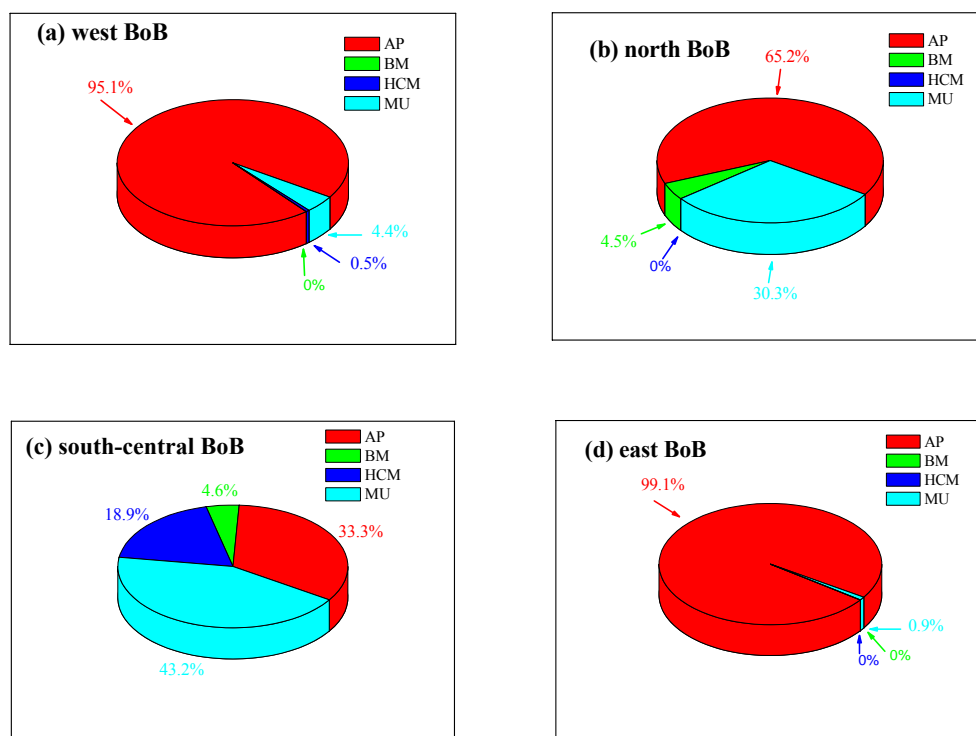 (a) west BoB
AP
BM
HCM
MU
95.1%
4.4%
0.5%
0%
(b) north BoB
AP
BM
HCM
MU
65.2%
4.5%
0%
30.3%
(c) south-central BoB
AP
BM
HCM
MU
4.6%
18.9%
33.3%
43.2%
(d) east BoB
AP
BM
HCM
MU
99.1%
0.9%
0%
0%